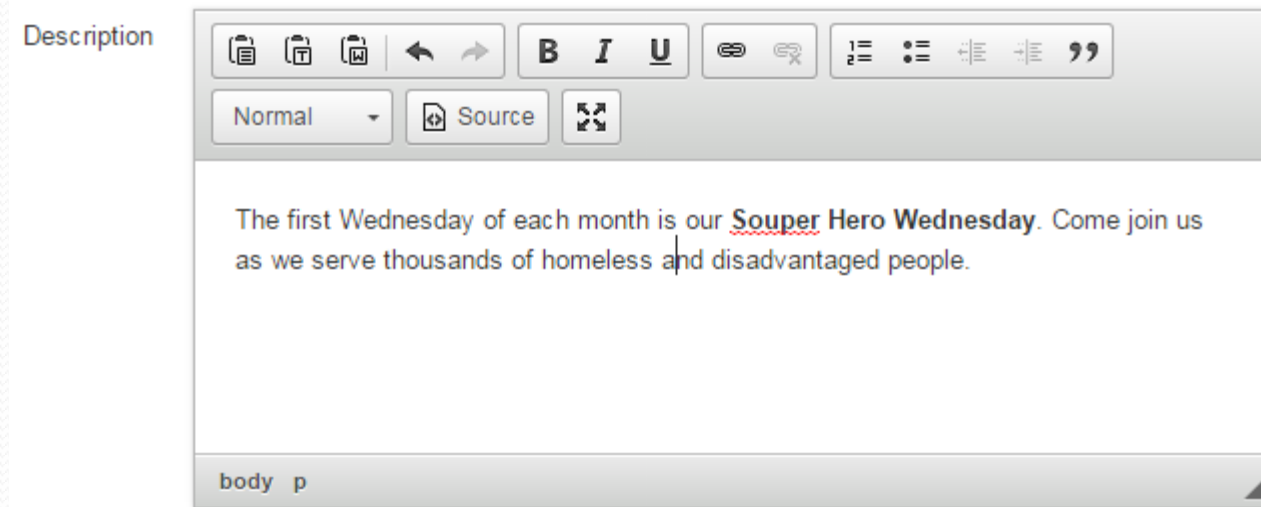 Description
B I U
Normal Source
The first Wednesday of each month is our Souper Hero Wednesday. Come join us
as we serve thousands of homeless and disadvantaged people.
body p